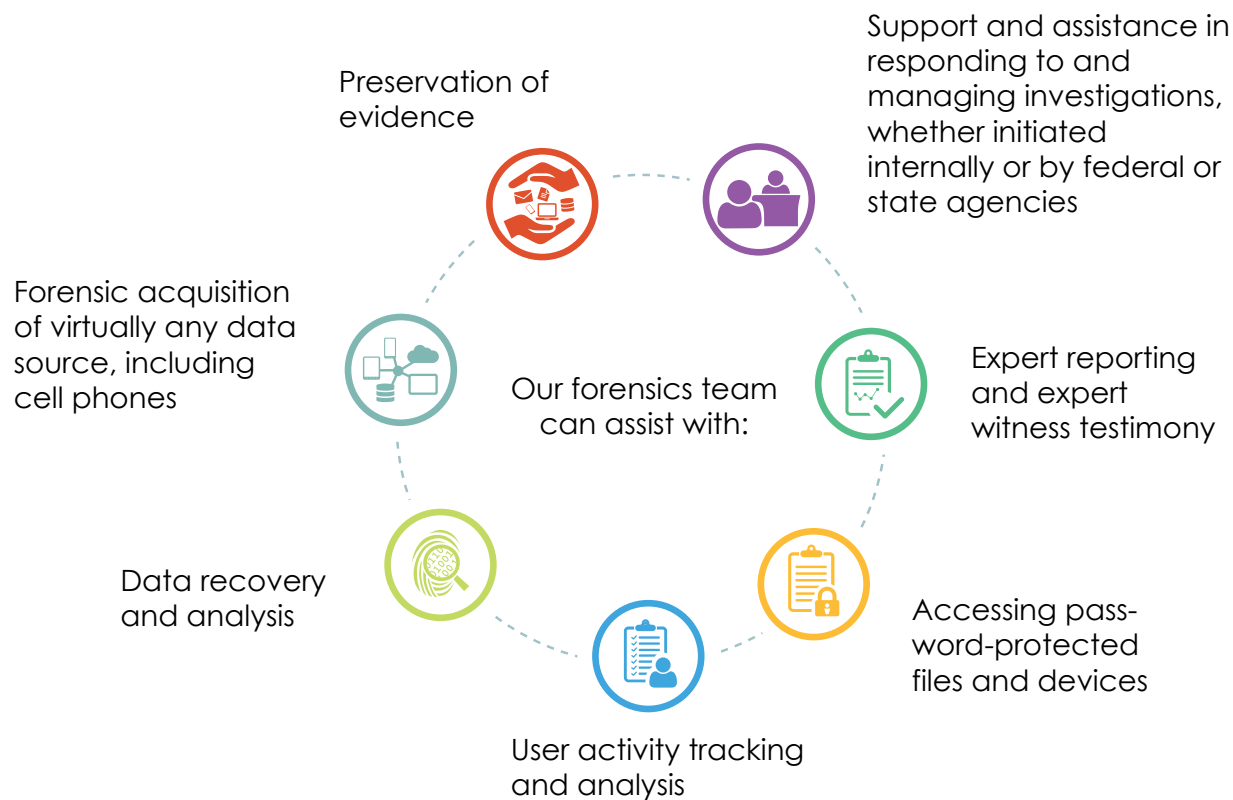 Support and assistance in
responding to and
managing investigations,
whether initiated
internally or by federal or
state agencies
Preservation of
evidence
Forensic acquisition
of virtually any data
source, including
cell phones
Our forensics team
can assist with:
Expert reporting
and expert
witness testimony
Data recovery
and analysis
Accessing pass-
word-protected
files and devices
User activity tracking
and analysis